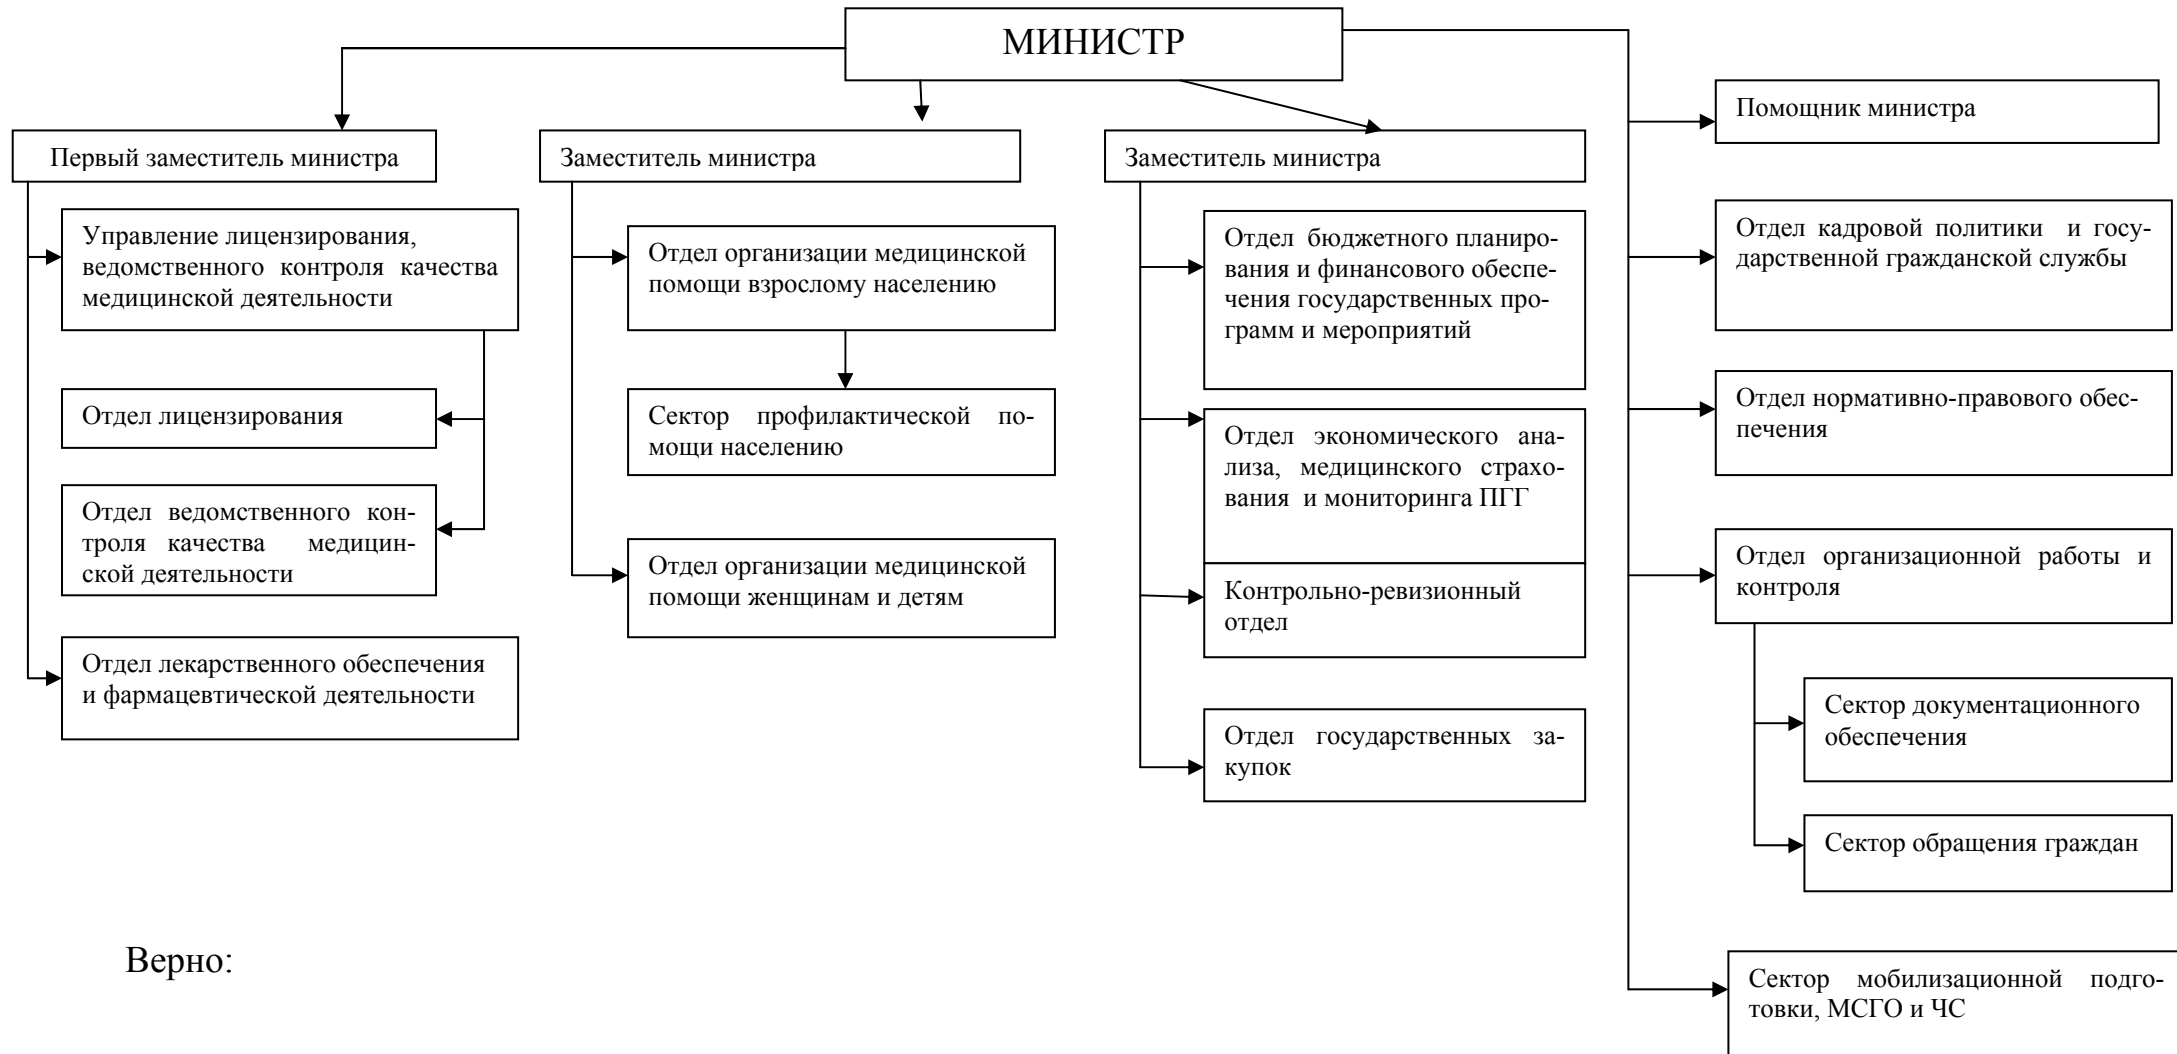 МИНИСТР
Первый заместитель министра
Управление лицензирования,
ведомственного контроля качества
медицинской деятельности
Отдел лицензирования
Отдел ведомственного кон-
троля качества медицин-
ской деятельности
Отдел лекарственного обеспечения
и фармацевтической деятельности
Заместитель министра
Отдел организации медицинской
помощи взрослому населению
Сектор профилактической по-
мощи населению
Отдел организации медицинской
помощи женщинам и детям
Заместитель министра
Отдел бюджетного планиро-
вания и финансового обеспе-
чения государственных про-
грамм и мероприятий
Отдел экономического ана-
лиза, медицинского страхо-
вания и мониторинга ПГГ
Контрольно-ревизионный
отдел
Отдел государственных за-
купок
Помощник министра
Отдел кадровой политики и госу-
дарственной гражданской службы
Отдел нормативно-правового обес-
печения
Отдел организационной работы и
контроля
Сектор документационного
обеспечения
Сектор обращения граждан
Сектор мобилизационной подго-
товки, МСГО и ЧС
Верно: